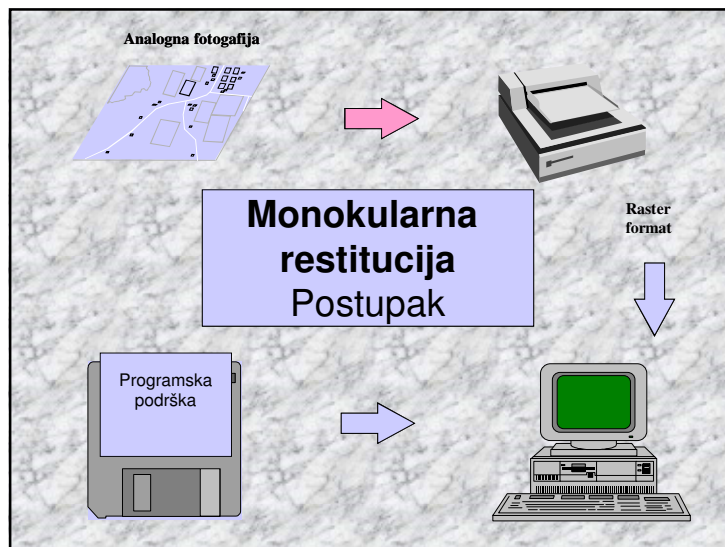 Analogna fotogafija
Monokularna
restitucija
Postupak
Raster
format
Programska
podrška